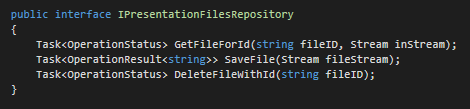 public interface IPresentationFilesRepository
{
    Task<OperationStatus> GetFileForId(string fileID, Stream inStream);
    Task<OperationResult<string>> SaveFile(Stream fileStream);
    Task<OperationStatus> DeleteFileWithId(string fileID);
}